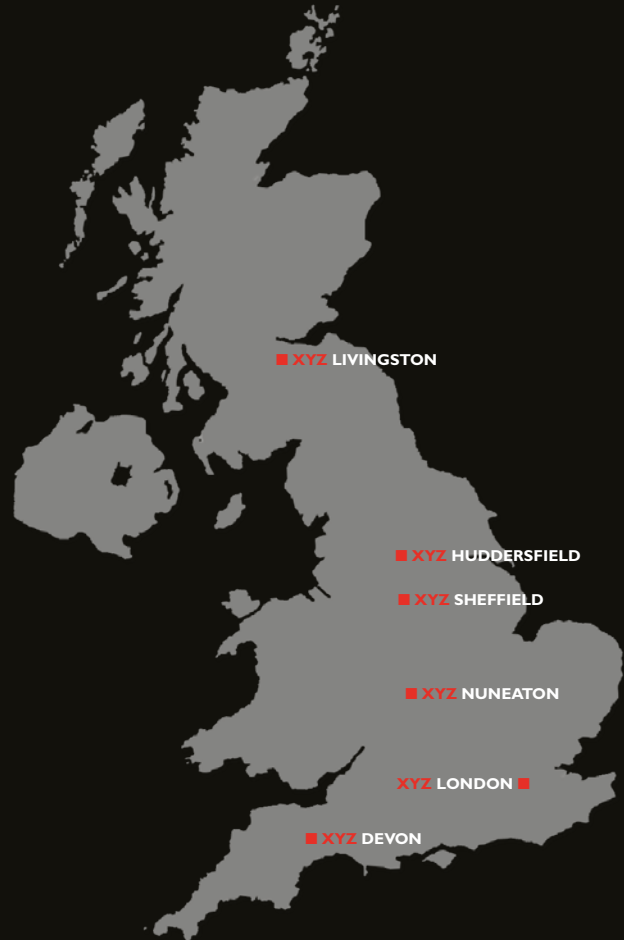 XYZ LIVINGSTON
XYZ HUDDERSFIELD
XYZ SHEFFIELD
XYZ NUNEATON
XYZ LONDON
XYZ DEVON